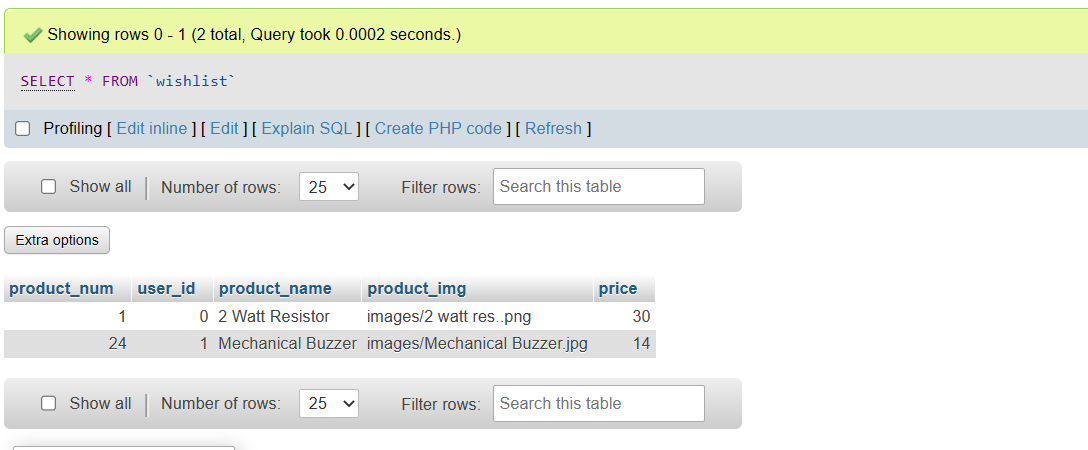 Showing rows 0 - 1 (2 total, Query took 0.0002 seconds.)
SELECT * FROM `wishlist`
Profiling [ Edit inline ] [ Edit ] [ Explain SQL ] [ Create PHP code ] [ Refresh ]
Show all Number of rows: 25 Filter rows: Search this table
Extra options
product_num user_id product_name product_img price
1 0 2 Watt Resistor images/2 watt res..png 30
24 1 Mechanical Buzzer images/Mechanical Buzzer.jpg 14
Show all Number of rows: 25 Filter rows: Search this table